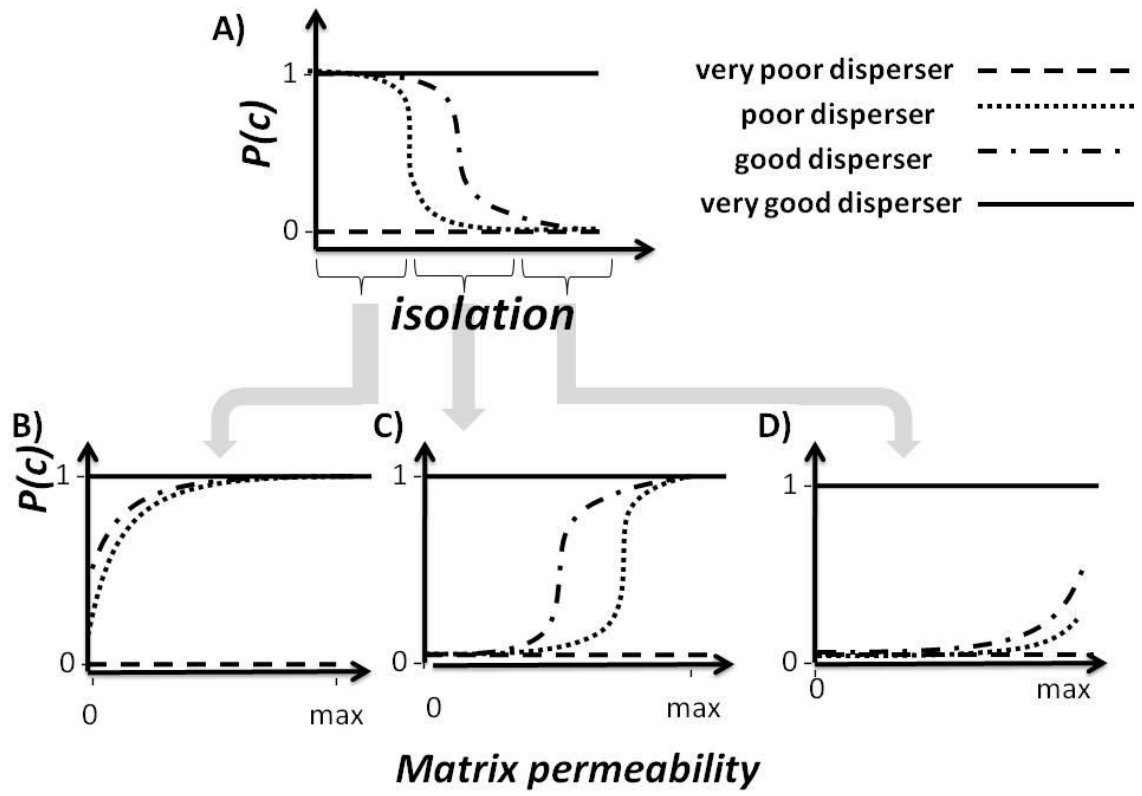 A)
P(c)
1
0
isolation
very poor disperser
poor disperser
good disperser
very good disperser
B)
P(c)
1
0
0
max
C)
1
0
0
max
D)
1
0
0
max
Matrix permeability